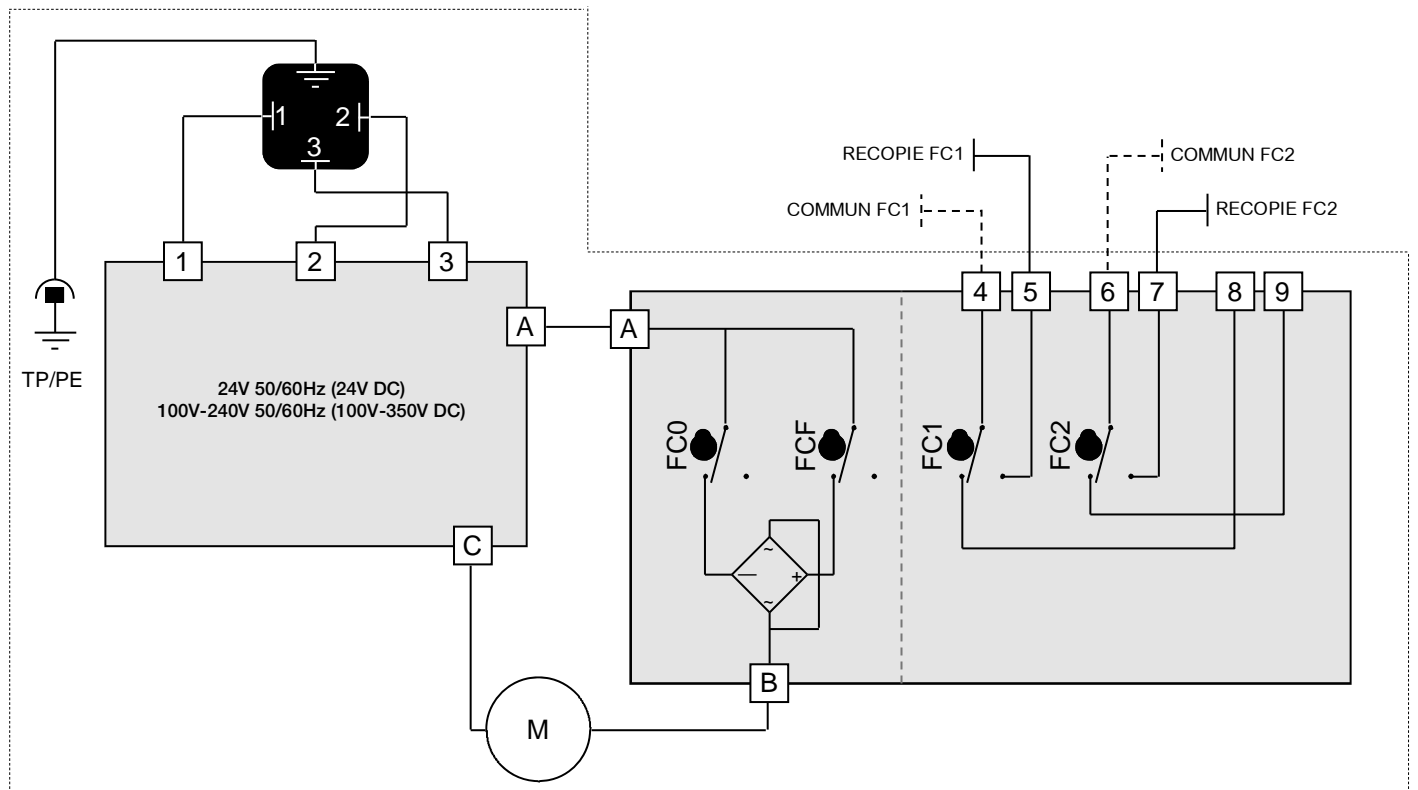 1
2
3
RECOPIE FC1
COMMUN FC2
COMMUN FC1
RECOPIE FC2
1
2
3
4
5
6
7
8
9
A
A
TP/PE
24V 50/60Hz (24V DC)
100V-240V 50/60Hz (100V-350V DC)
FC0
FCF
FC1
FC2
C
~
—
+
~
B
M